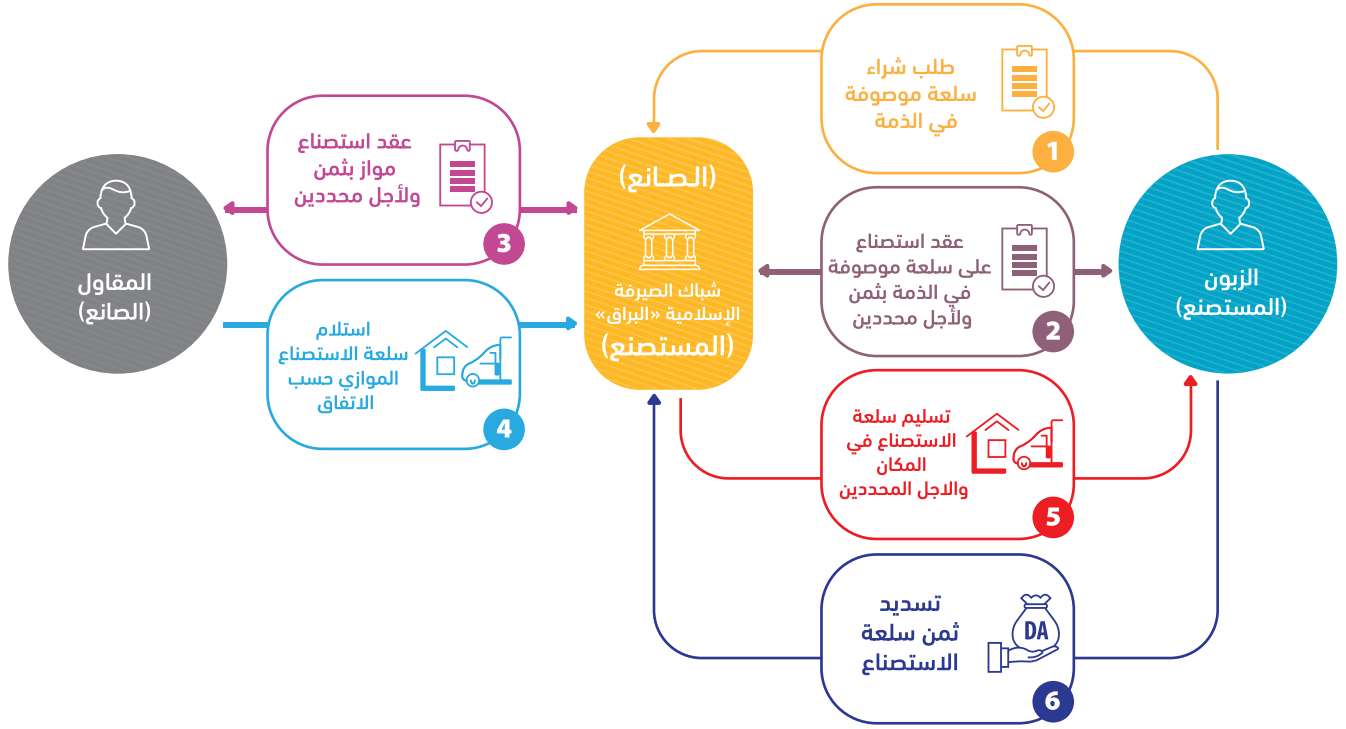 طلب شراء
سلعة موصوفة
في الذمة
1
الزبون
(المستصنع)
عقد استصناع
على سلعة موصوفة
في الذمة بثمن
ولأجل محددين
2
(الصانع)
شباك الصيرفة
الإسلامية «البراق»
(المستصنع)
عقد استصناع
مواز بثمن
ولأجل محددين
3
المقاول
(الصانع)
استلام
سلعة الاستصناع
الموازي حسب
الاتفاق
4
تسليم سلعة
الاستصناع في
المكان
والاجل المحددين
5
تسديد
ثمن سلعة
الاستصناع
DA
6